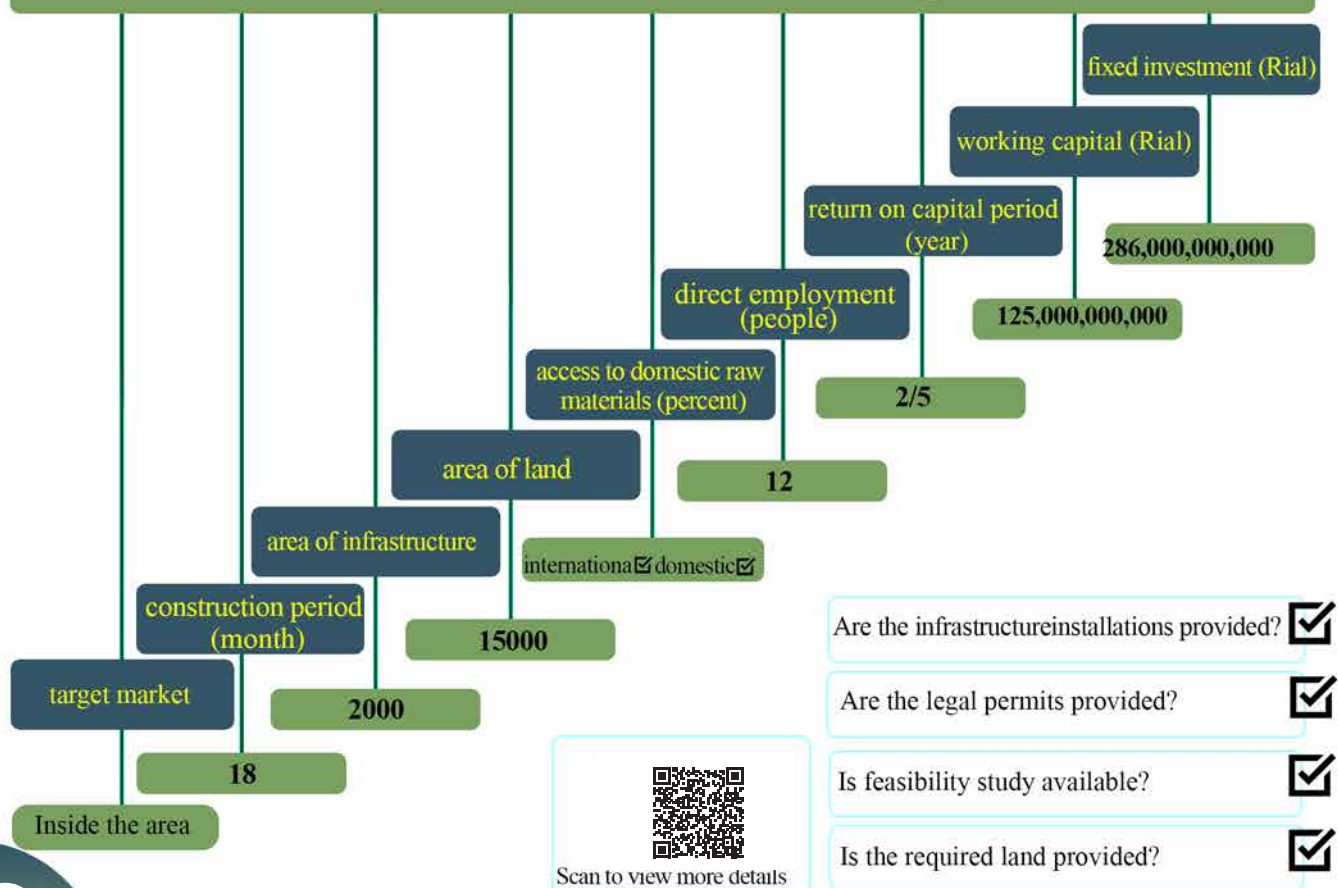 fixed investment (Rial)
286,000,000,000
working capital (Rial)
125,000,000,000
return on capital period
(year)
2/5
direct employment
(people)
12
access to domestic raw
materials (percent)
internationa☑ domestic☑
area of land
15000
area of infrastructure
2000
construction period
(month)
18
target market
Inside the area
Are the infrastructureinstallations provided? ☑
Are the legal permits provided? ☑
Is feasibility study available? ☑
Is the required land provided? ☑
Scan to view more details